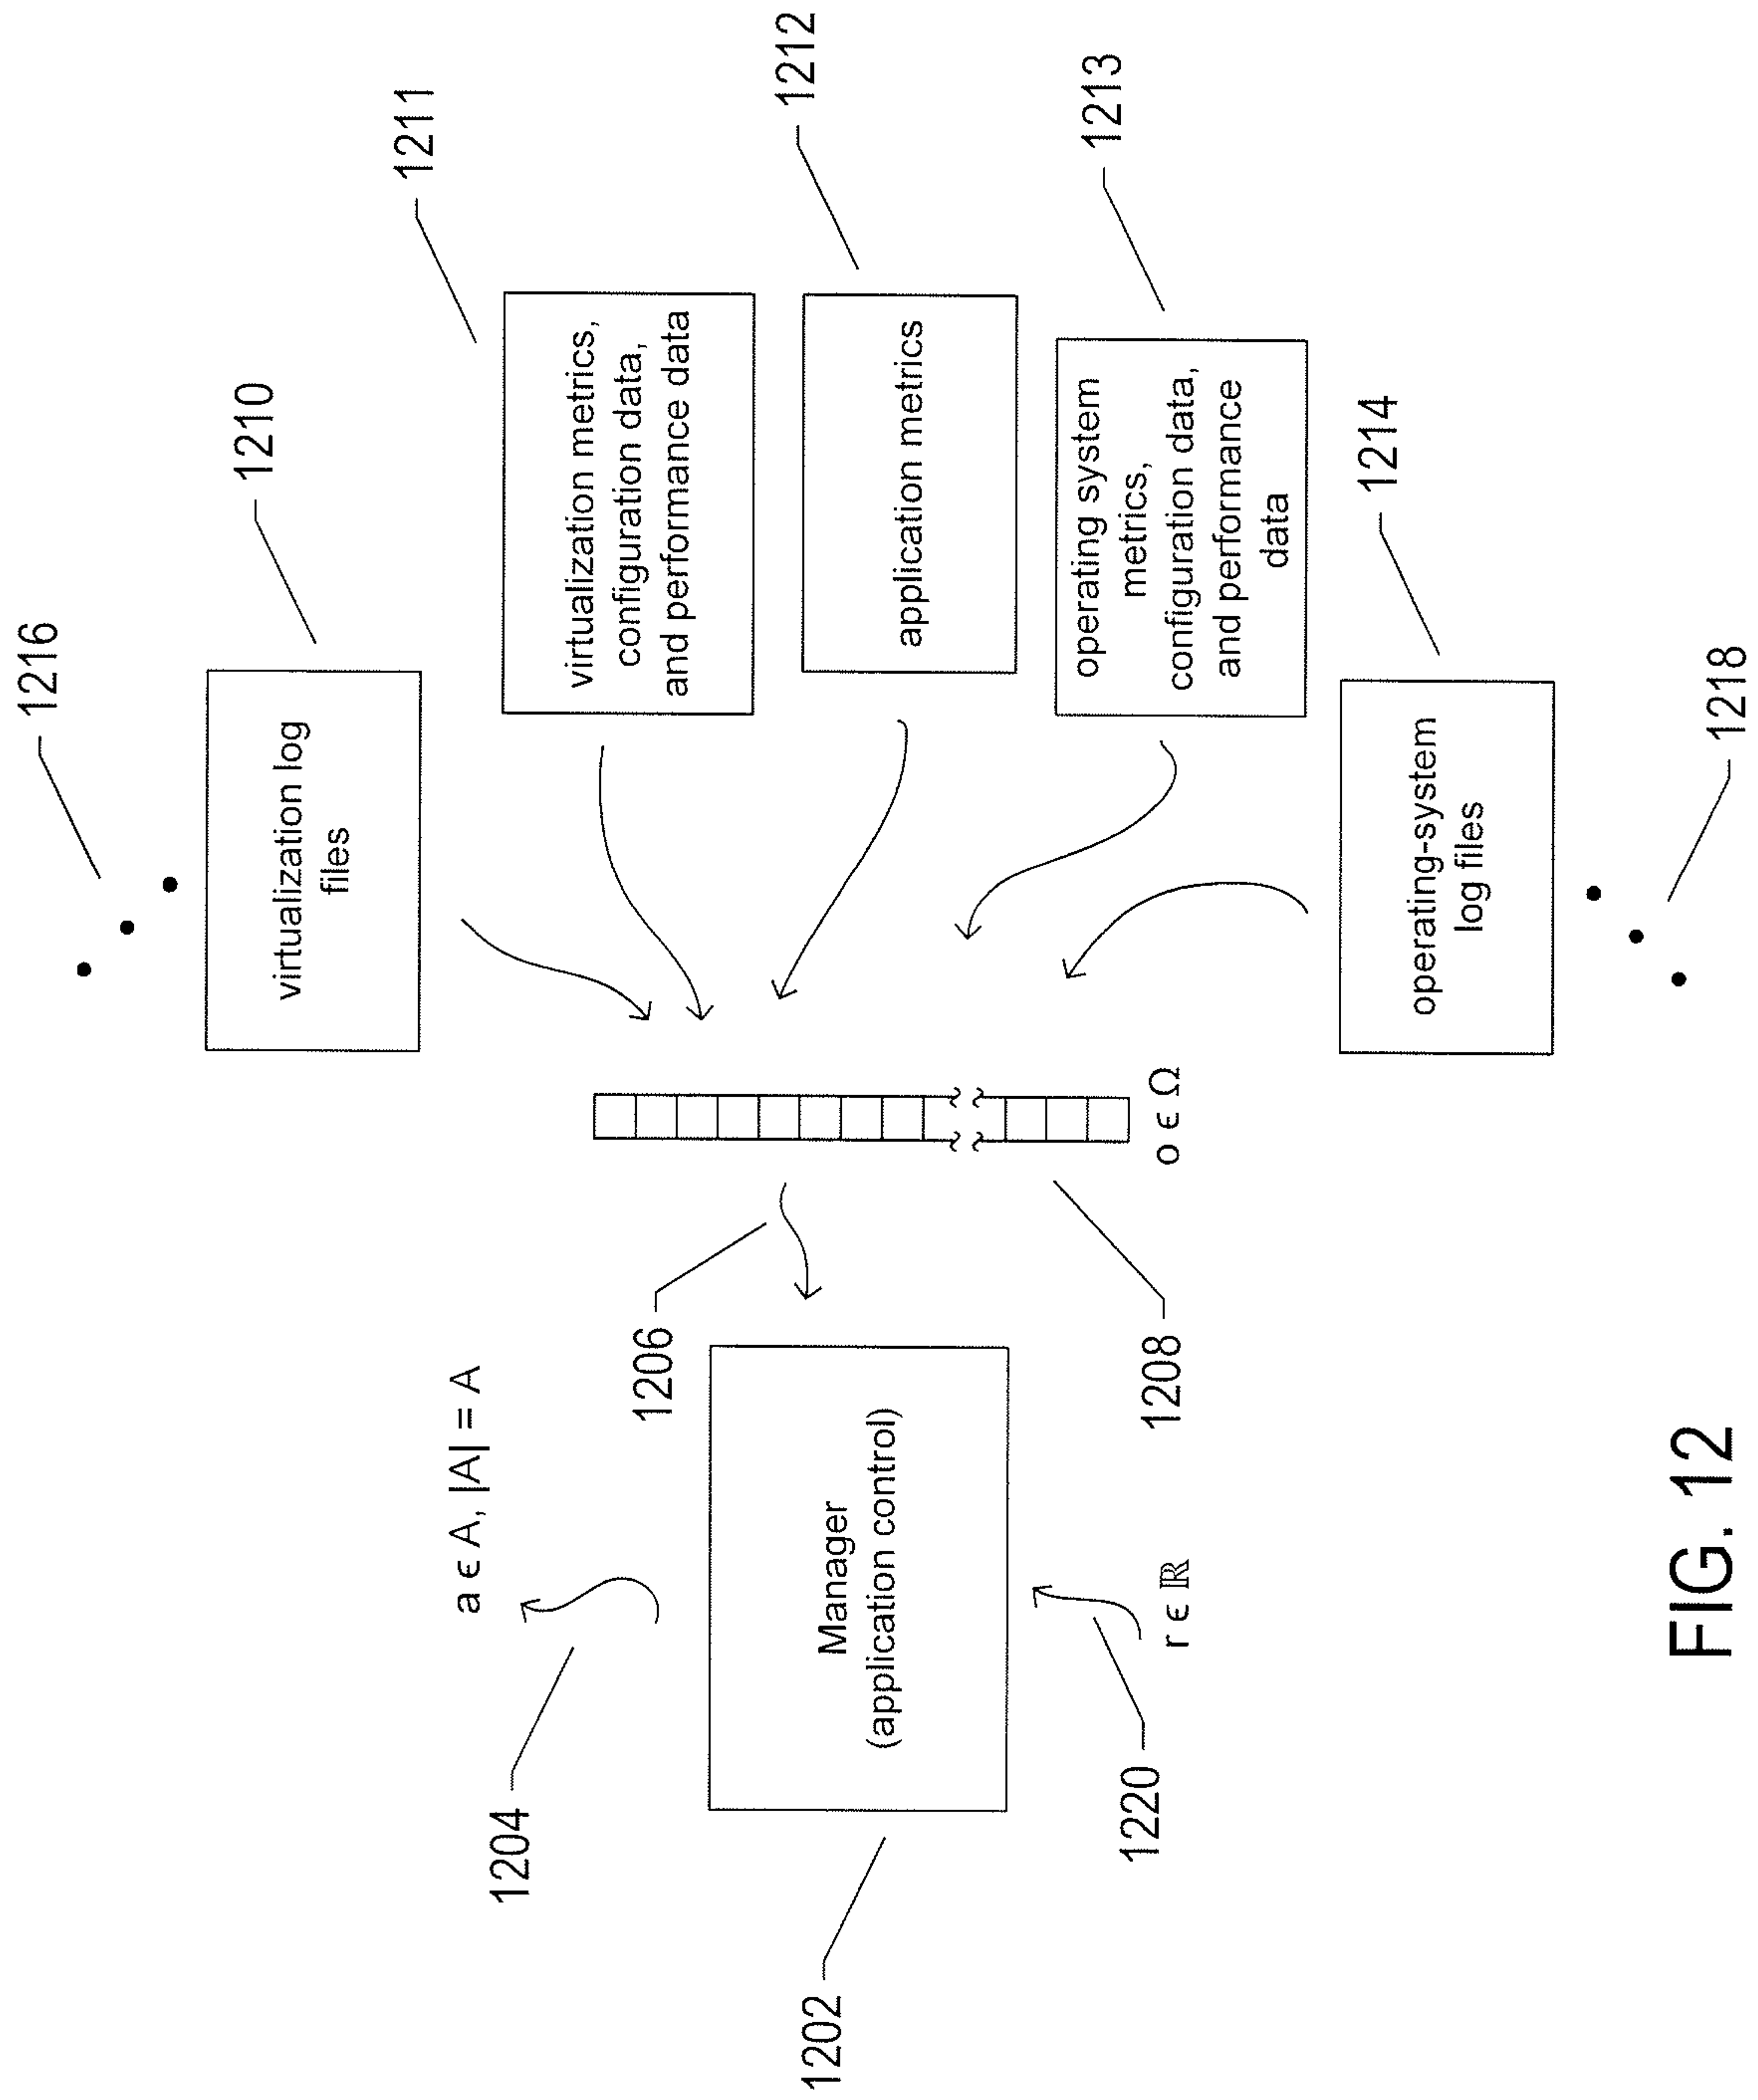 1216
1210
virtualization log
files
1211
virtualization metrics,
configuration data,
and performance data
1212
application metrics
1213
operating system
metrics,
configuration data,
and performance
data
1214
operating-system
log files
1218
1206
1208
o ϵ Ω
a ϵ A, |A| = A
1204
Manager
(application control)
1202
r ϵ ℝ
1220
FIG. 12